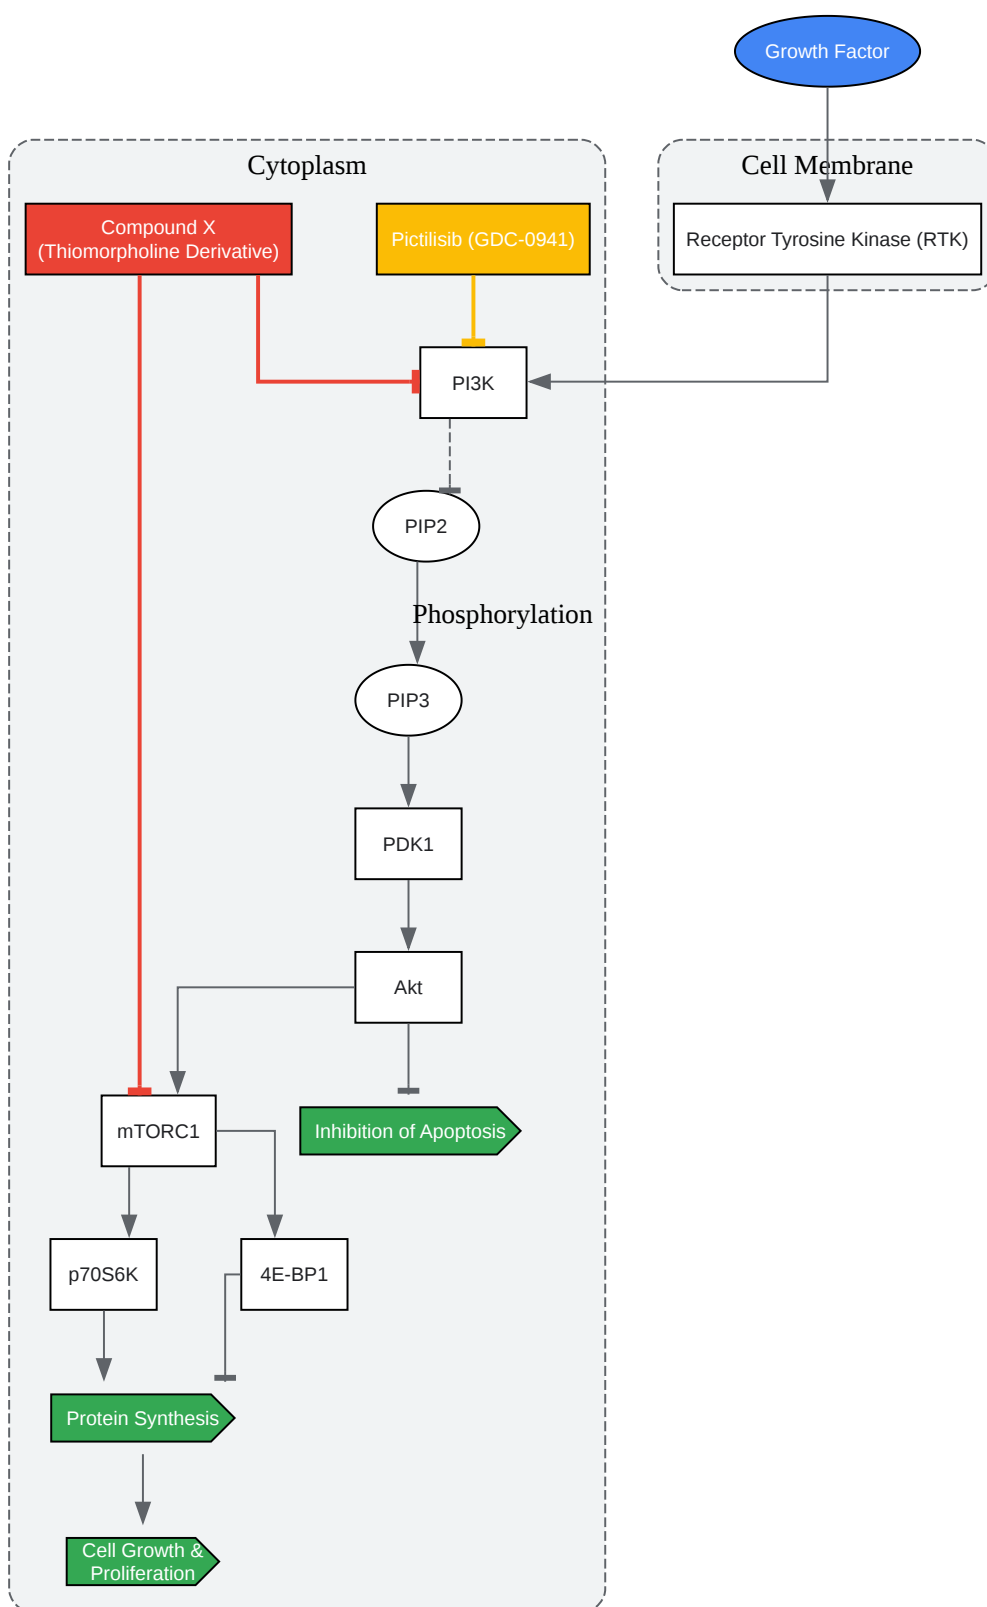 Growth Factor
Cytoplasm
Cell Membrane
Compound X
(Thiomorpholine Derivative)
Pictilisib (GDC-0941)
Receptor Tyrosine Kinase (RTK)
PI3K
PIP2
Phosphorylation
PIP3
PDK1
Akt
mTORC1
Inhibition of Apoptosis
p70S6K
4E-BP1
Protein Synthesis
Cell Growth &
Proliferation